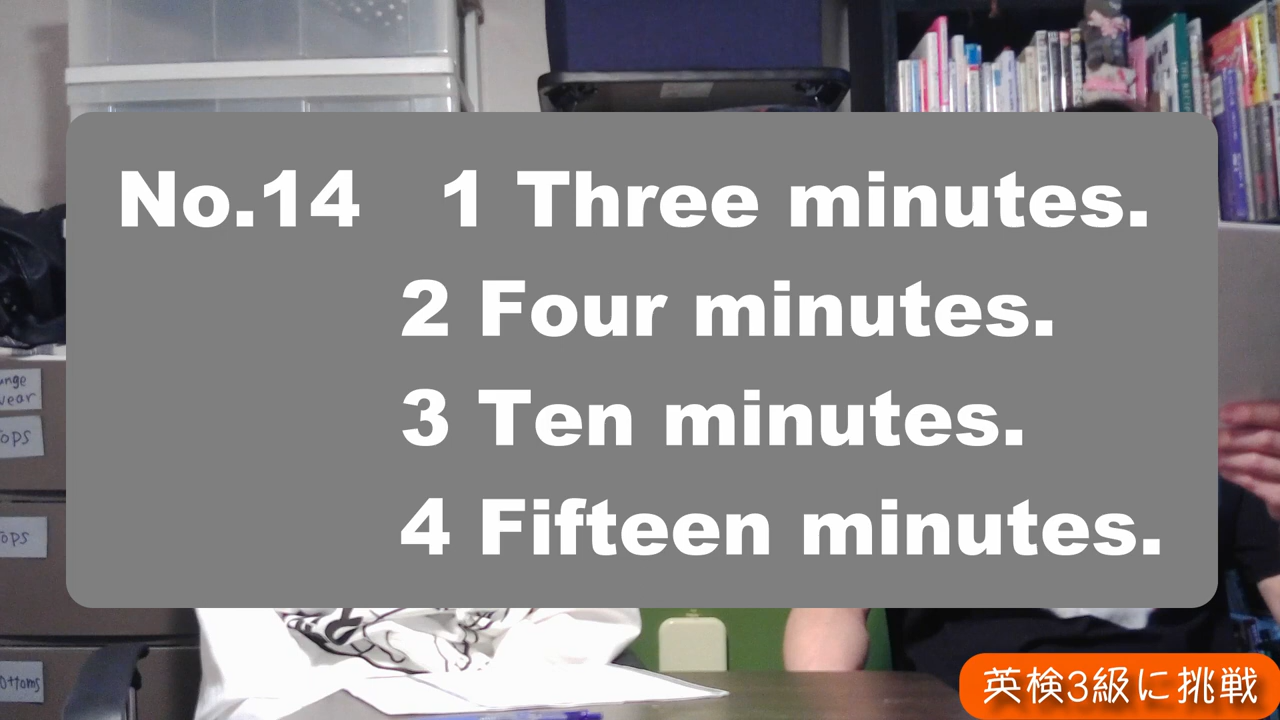 No.14 1 Three minutes.
2 Four minutes.
3 Ten minutes.
4 Fifteen minutes.
英検3級に挑戦